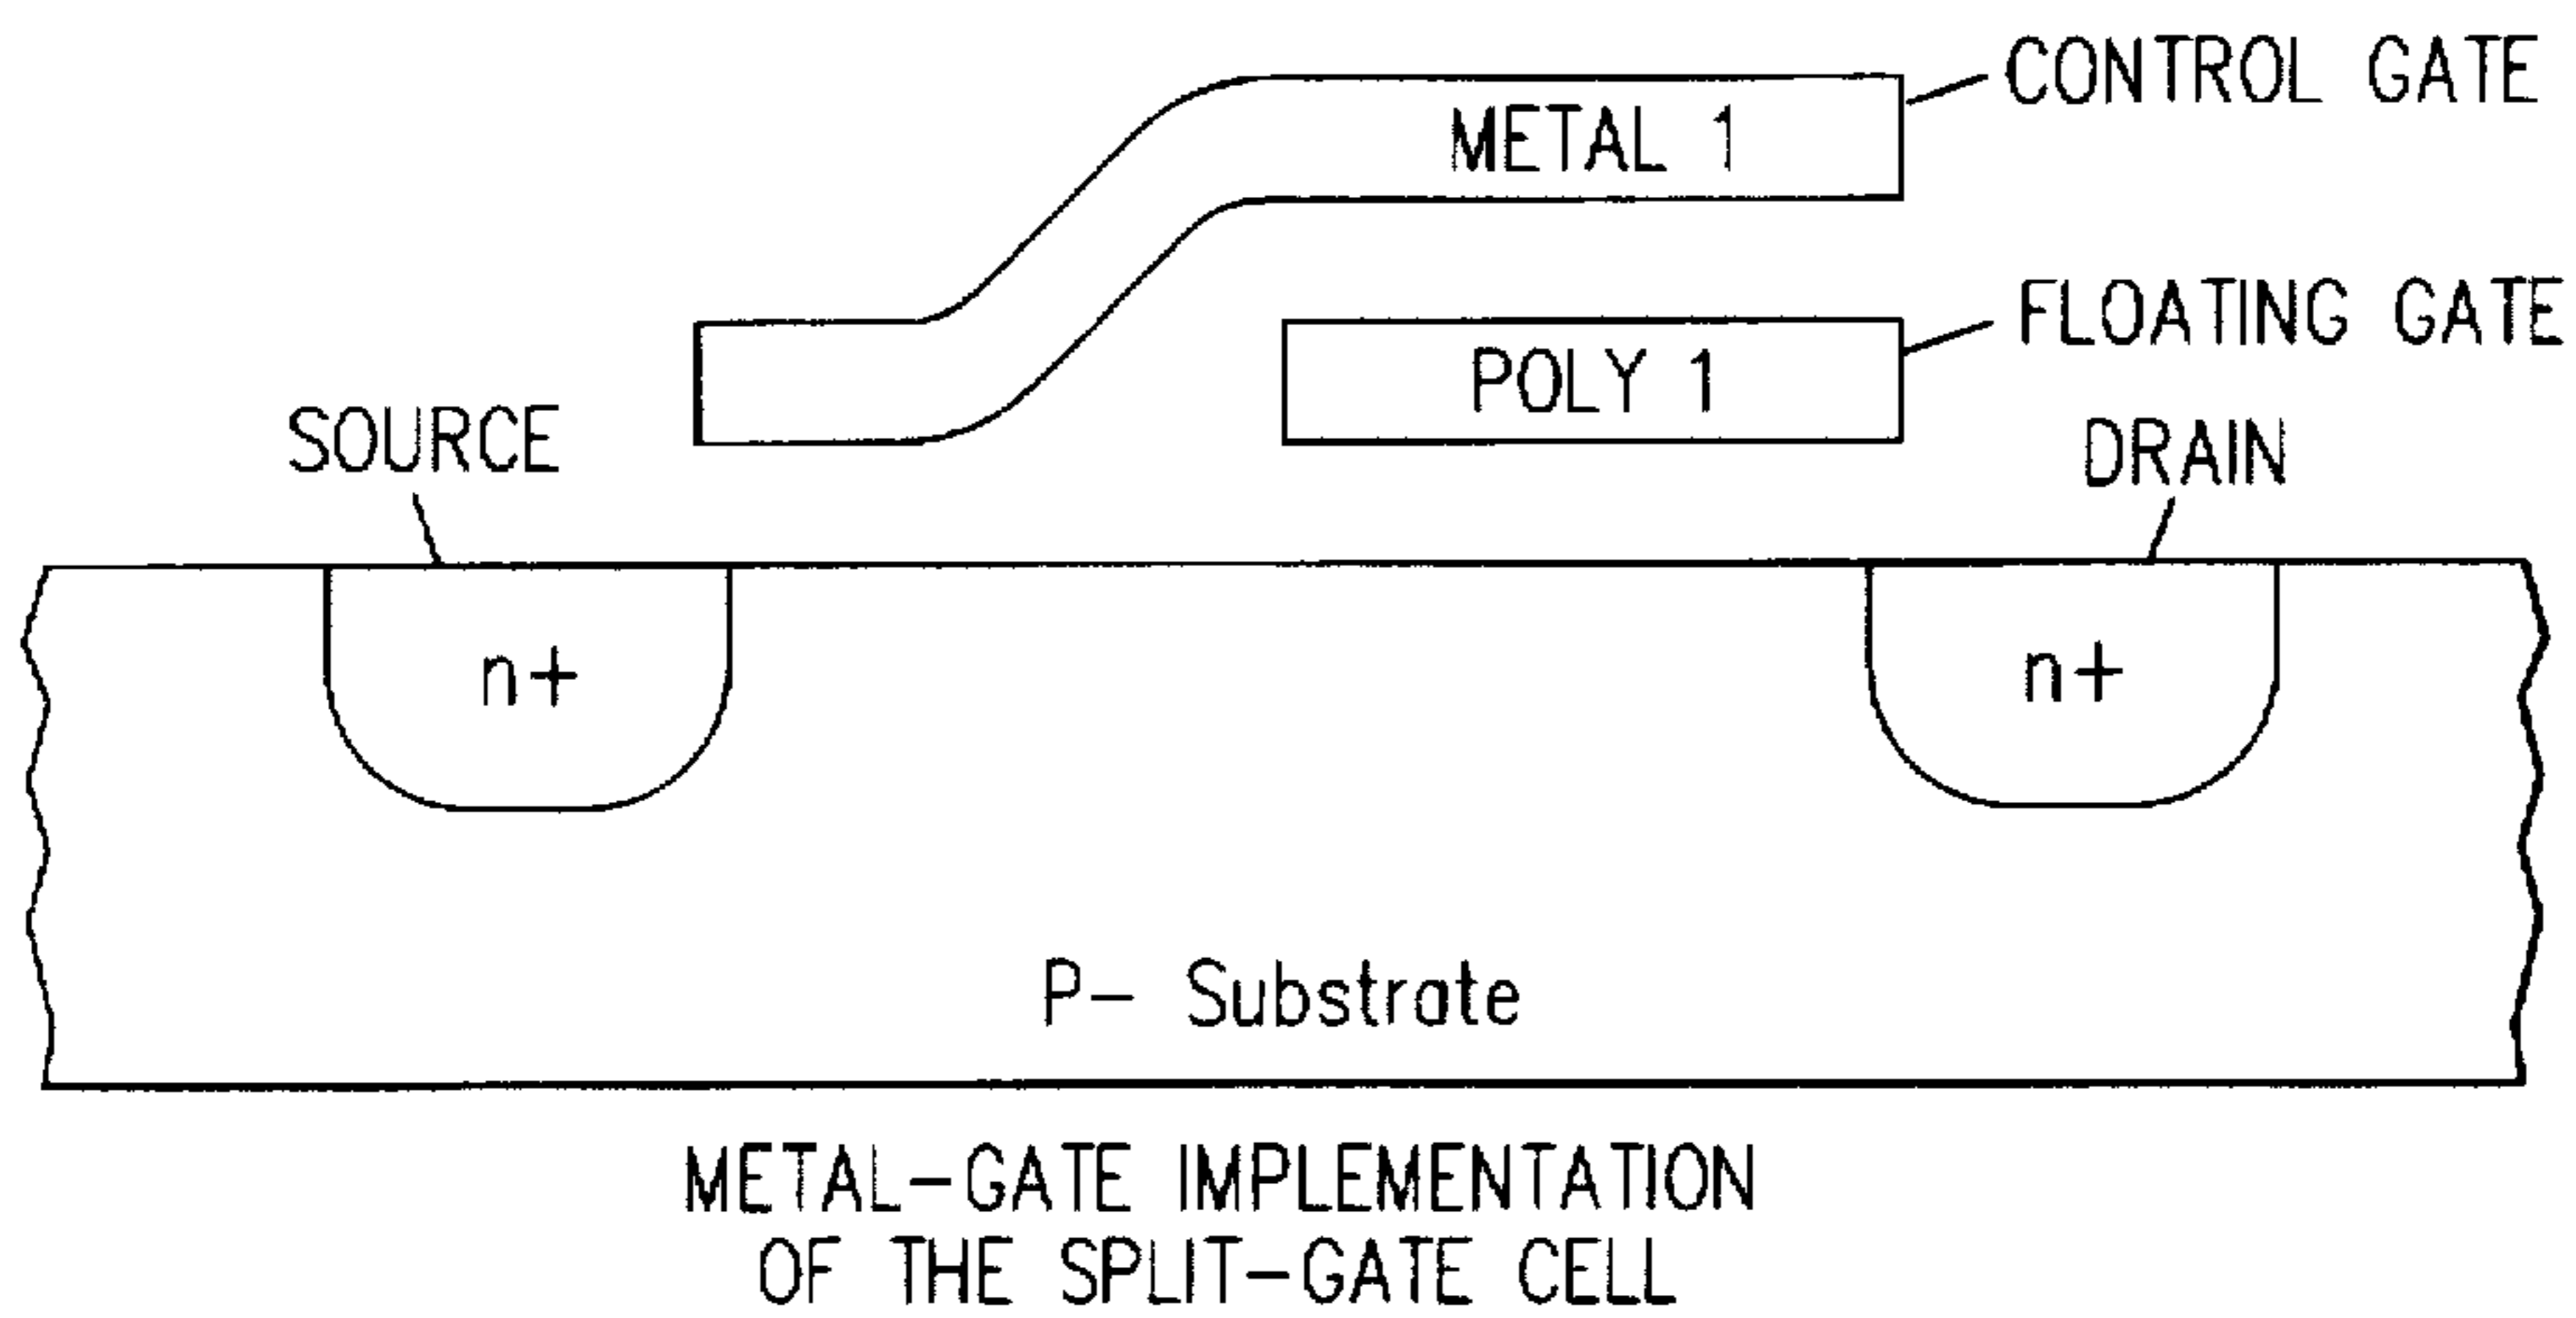 CONTROL GATE
METAL 1
FLOATING GATE
POLY 1
SOURCE
DRAIN
n+
n+
P- Substrate
METAL-GATE IMPLEMENTATION
OF THE SPLIT-GATE CELL